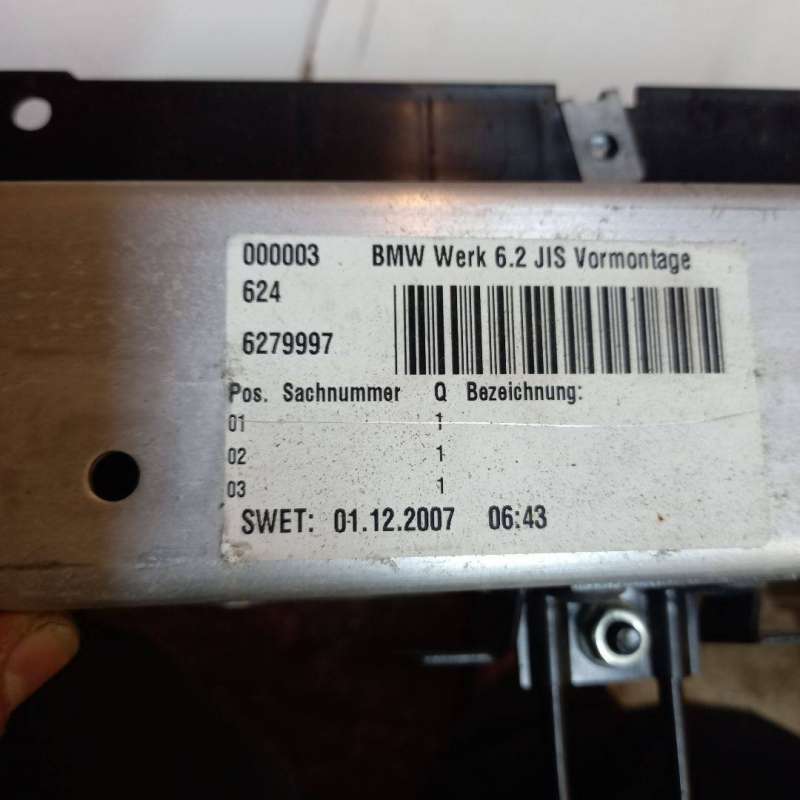 000003 BMW Werk 6.2 JIS Vormontage
624
6279997
Pos. Sachnummer Q Bezeichnung:
01 1
02 1
03 1
SWET: 01.12.2007 06:43